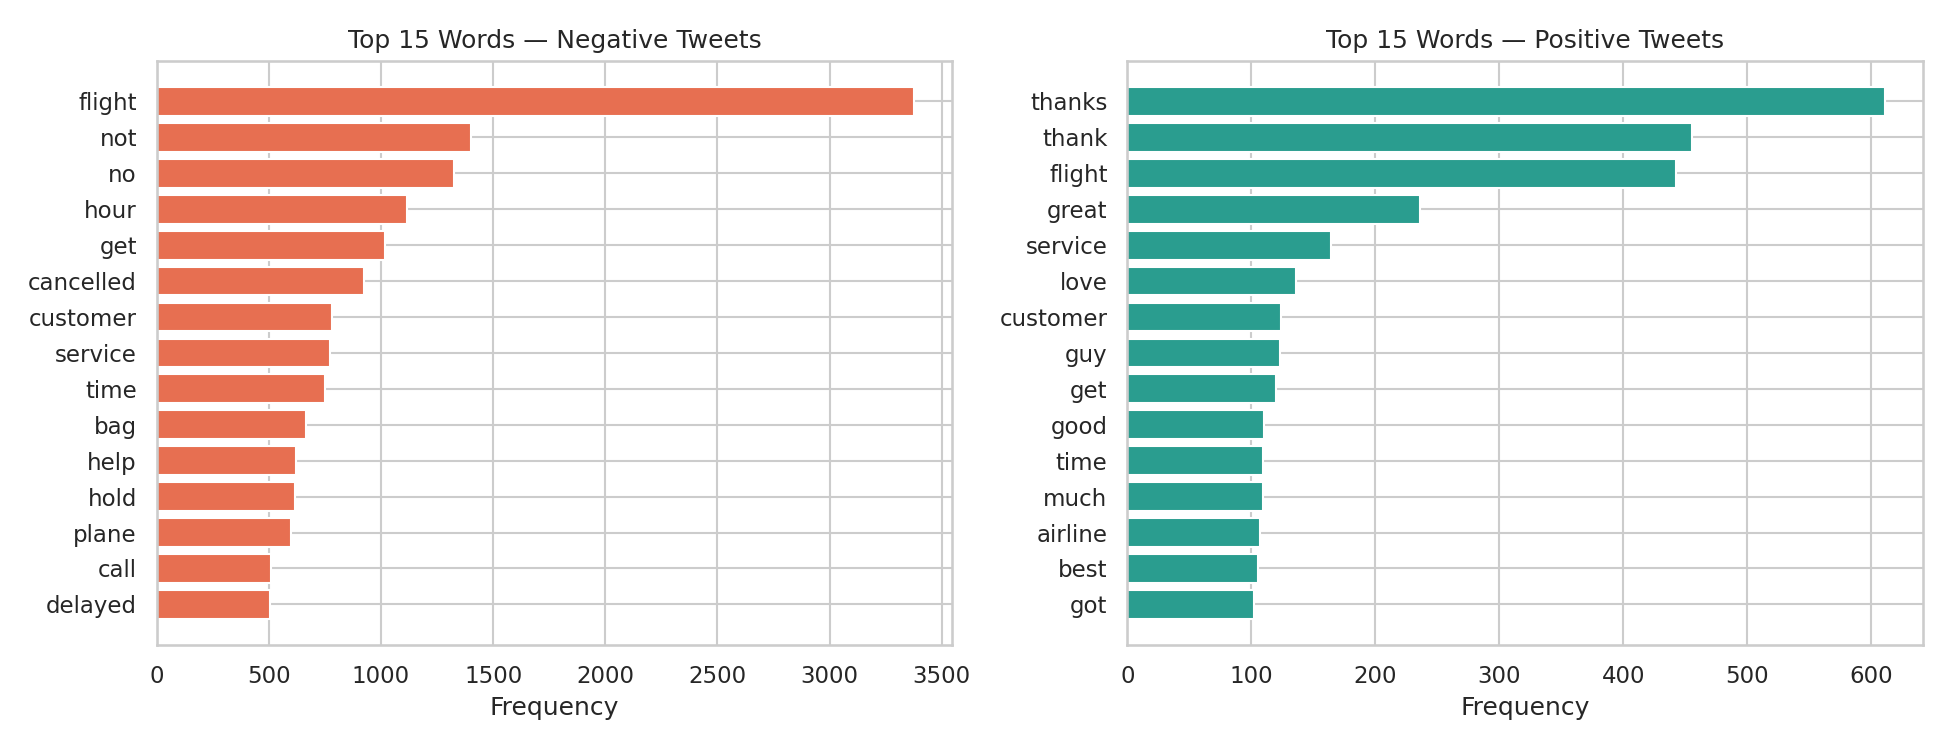 Top 15 Words — Negative Tweets
flight
not
no
hour
get
cancelled
customer
service
time
bag
help
hold
plane
call
delayed
0 500 1000 1500 2000 2500 3000 3500
Frequency
Top 15 Words — Positive Tweets
thanks
thank
flight
great
service
love
customer
guy
get
good
time
much
airline
best
got
0 100 200 300 400 500 600
Frequency